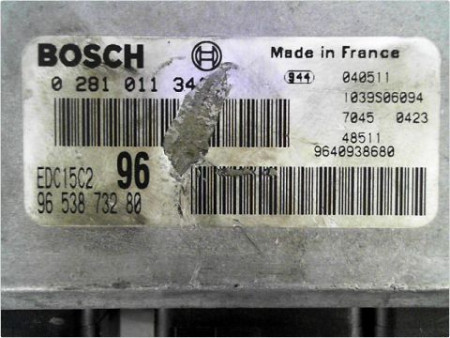 BOSCH
Made in France
0 281 011 34
944 040511
1039S06094
7045 0423
48511
9640938680
EDC15C2 96
96 538 732 80